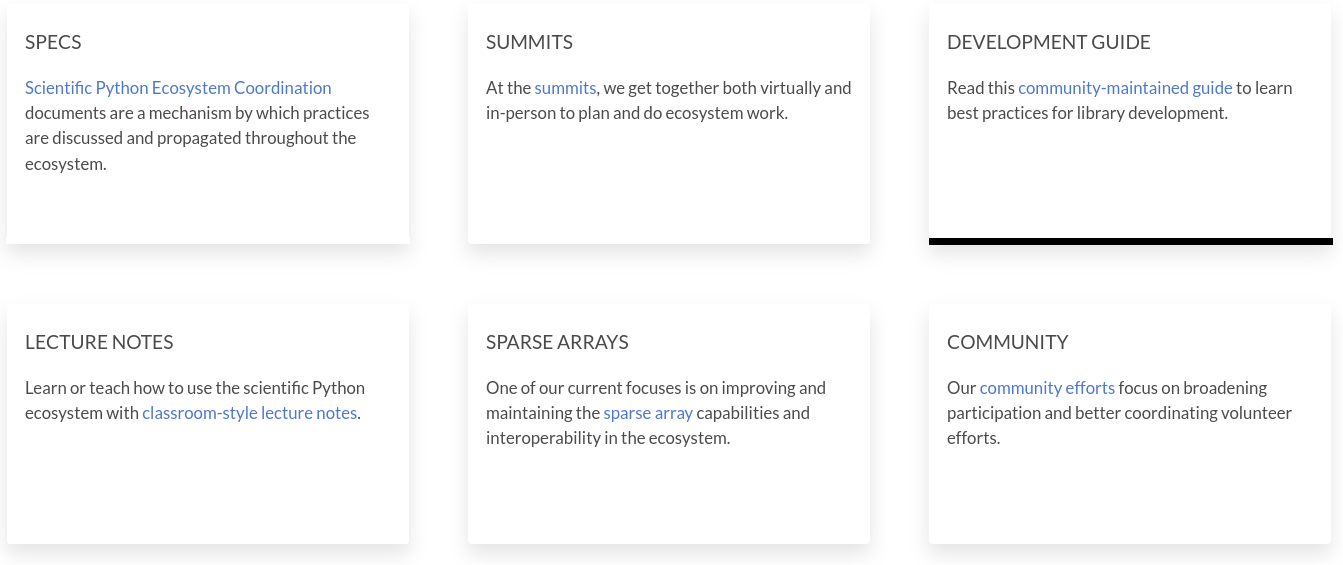 SPECS
Scientific Python Ecosystem Coordination
documents are a mechanism by which practices
are discussed and propagated throughout the
ecosystem.
SUMMITS
At the summits, we get together both virtually and
in-person to plan and do ecosystem work.
DEVELOPMENT GUIDE
Read this community-maintained guide to learn
best practices for library development.
LECTURE NOTES
Learn or teach how to use the scientific Python
ecosystem with classroom-style lecture notes.
SPARSE ARRAYS
One of our current focuses is on improving and
maintaining the sparse array capabilities and
interoperability in the ecosystem.
COMMUNITY
Our community efforts focus on broadening
participation and better coordinating volunteer
efforts.